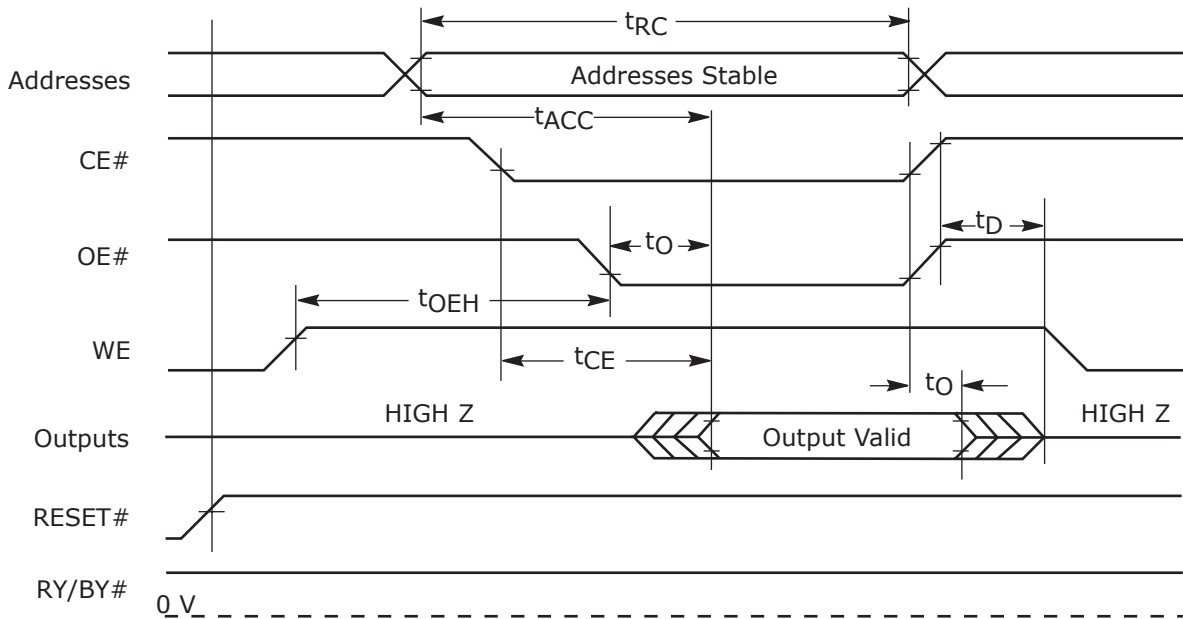 tRC
Addresses
Addresses Stable
tACC
CE#
tD
OE#
tO
tOEH
WE
tCE
tO
HIGH Z
HIGH Z
Outputs
Output Valid
RESET#
RY/BY#
0 V